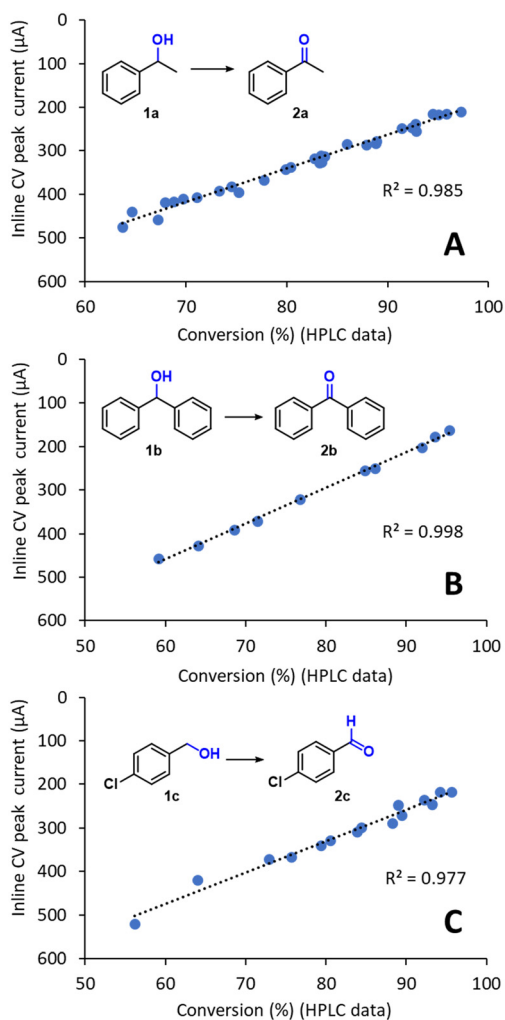 Inline CV peak current (µA)
0
100
200
300
400
500
600
OH
O
1a
2a
R² = 0.985
A
60
70
80
90
100
Conversion (%) (HPLC data)
Inline CV peak current (µA)
0
100
200
300
400
500
600
OH
O
1b
2b
R² = 0.998
B
50
60
70
80
90
100
Conversion (%) (HPLC data)
Inline CV peak current (µA)
0
100
200
300
400
500
600
H
OH
O
Cl
Cl
1c
2c
R² = 0.977
C
50
60
70
80
90
100
Conversion (%) (HPLC data)